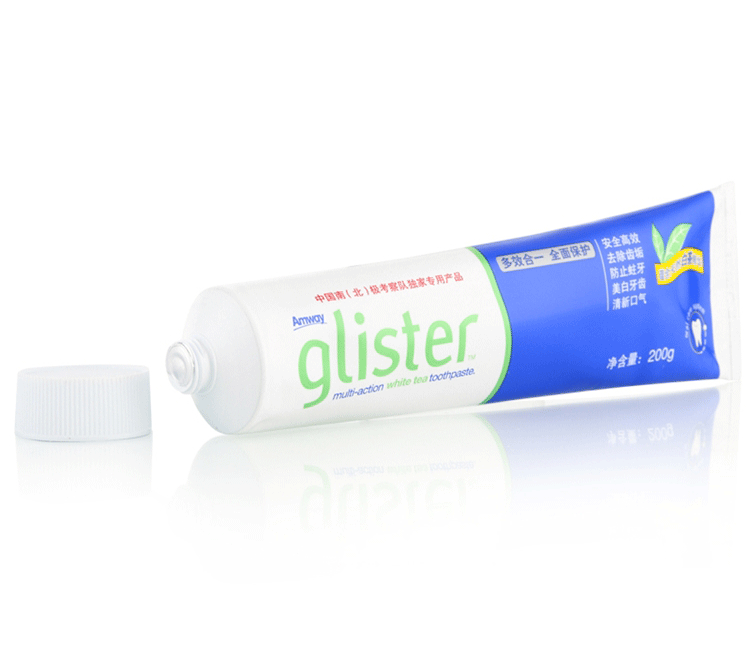 中国南（北）极考察队独家专用产品
Amway
glister™
multi-action white tea toothpaste.
多效合一 全面保护
安全高效
去除齿垢
防止蛀牙
美白牙齿
清新口气
净含量：200g